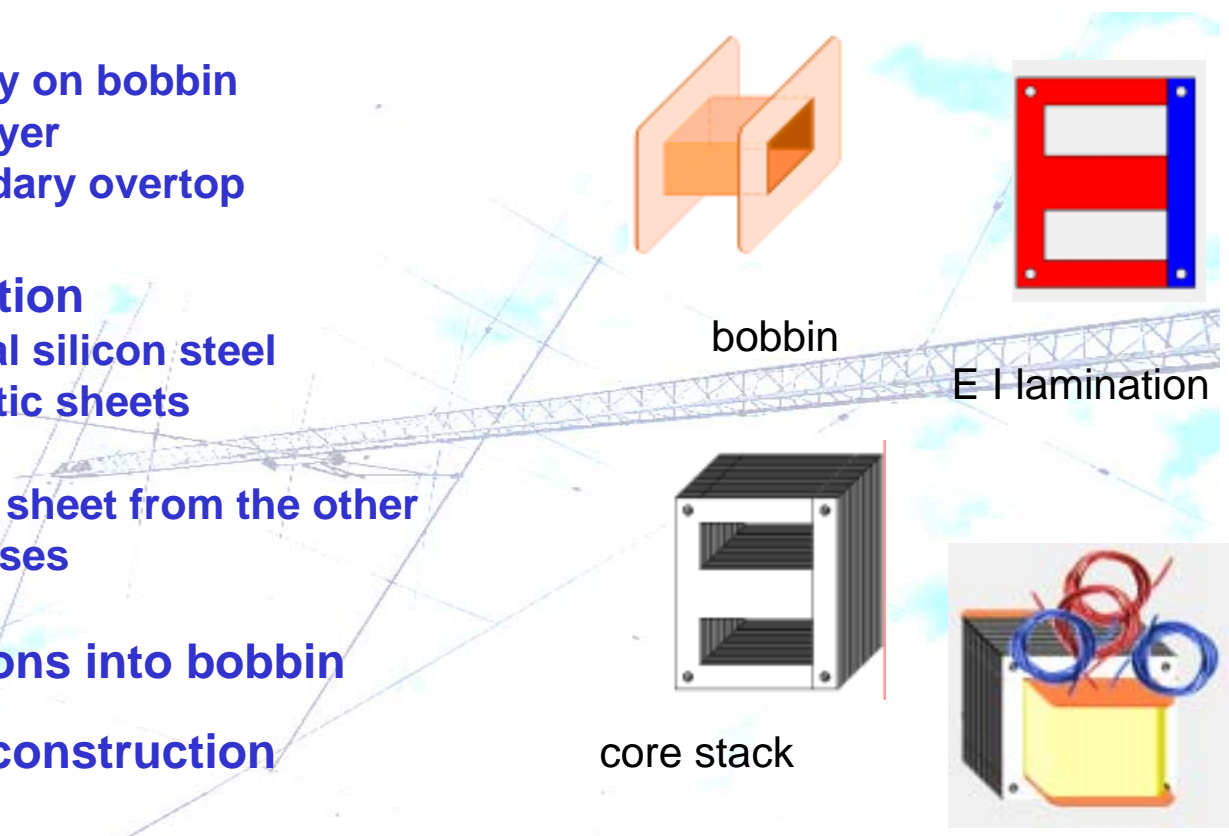 y on bobbin
yer
dary overtop
tion
al silicon steel
tic sheets
sheet from the other
ses
ons into bobbin
construction
bobbin
E I lamination
core stack